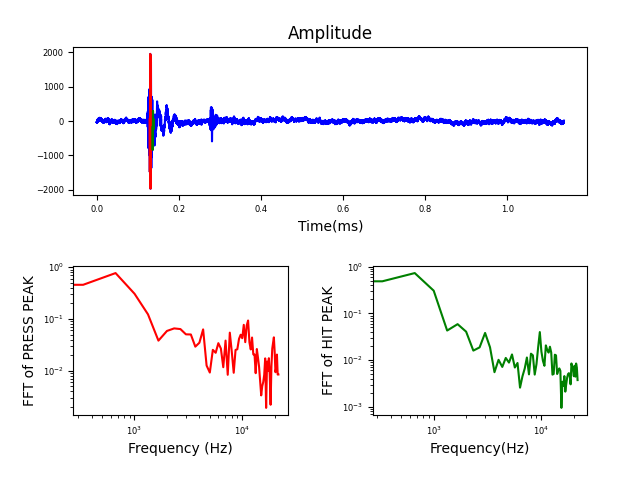 Amplitude
2000
1000
0
−1000
−2000
0.0 0.2 0.4 0.6 0.8 1.0
Time(ms)
FFT of PRESS PEAK
10⁰
10⁻¹
10⁻²
10³ 10⁴
Frequency (Hz)
FFT of HIT PEAK
10⁰
10⁻¹
10⁻²
10⁻³
10³ 10⁴
Frequency(Hz)